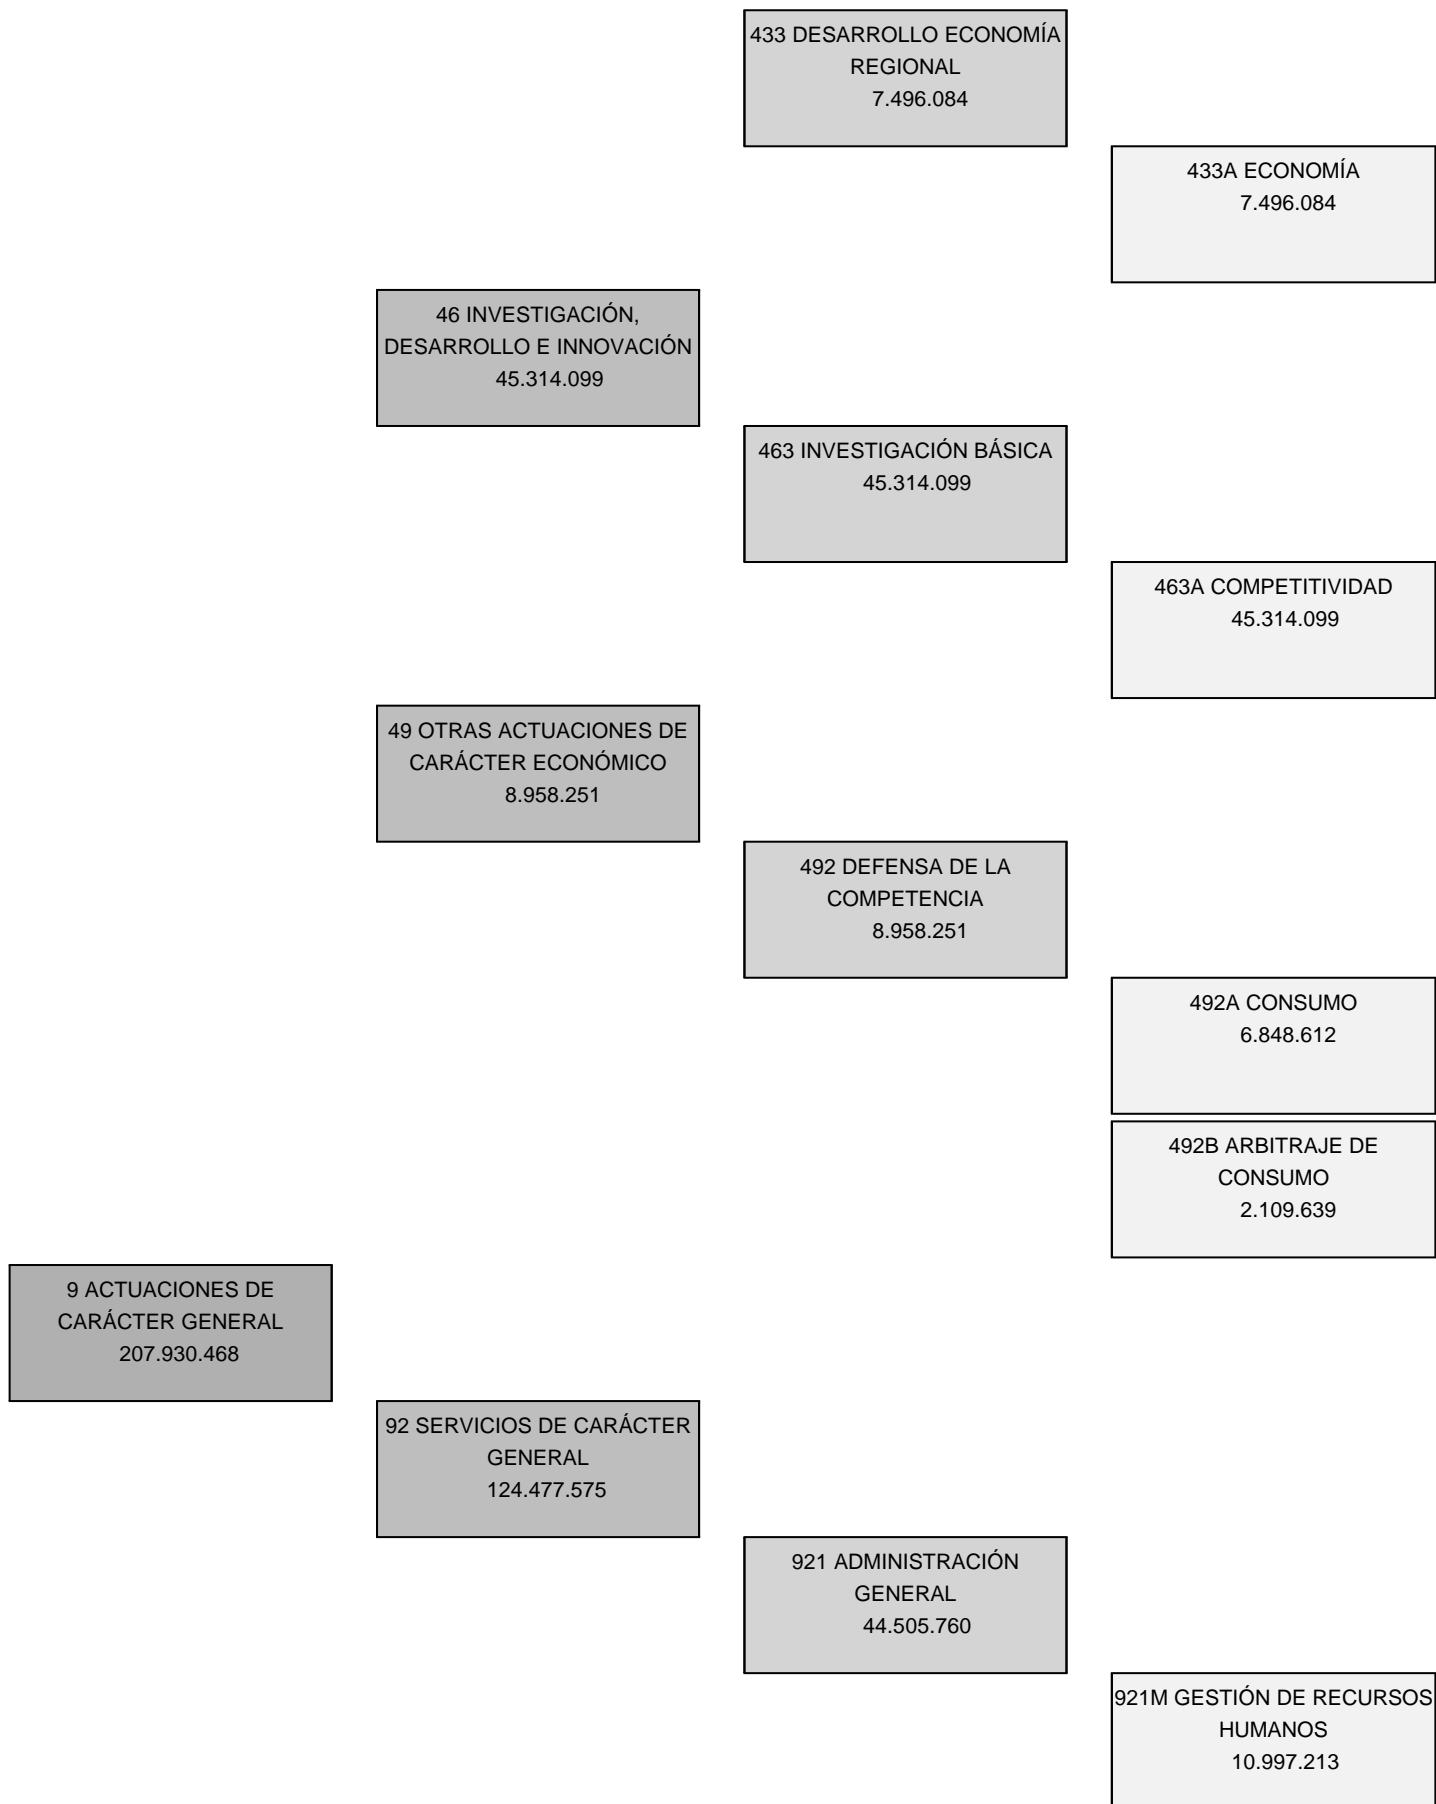 433 DESARROLLO ECONOMÍA
REGIONAL
7.496.084
433A ECONOMÍA
7.496.084
46 INVESTIGACIÓN,
DESARROLLO E INNOVACIÓN
45.314.099
463 INVESTIGACIÓN BÁSICA
45.314.099
463A COMPETITIVIDAD
45.314.099
49 OTRAS ACTUACIONES DE
CARÁCTER ECONÓMICO
8.958.251
492 DEFENSA DE LA
COMPETENCIA
8.958.251
492A CONSUMO
6.848.612
492B ARBITRAJE DE
CONSUMO
2.109.639
9 ACTUACIONES DE
CARÁCTER GENERAL
207.930.468
92 SERVICIOS DE CARÁCTER
GENERAL
124.477.575
921 ADMINISTRACIÓN
GENERAL
44.505.760
921M GESTIÓN DE RECURSOS
HUMANOS
10.997.213